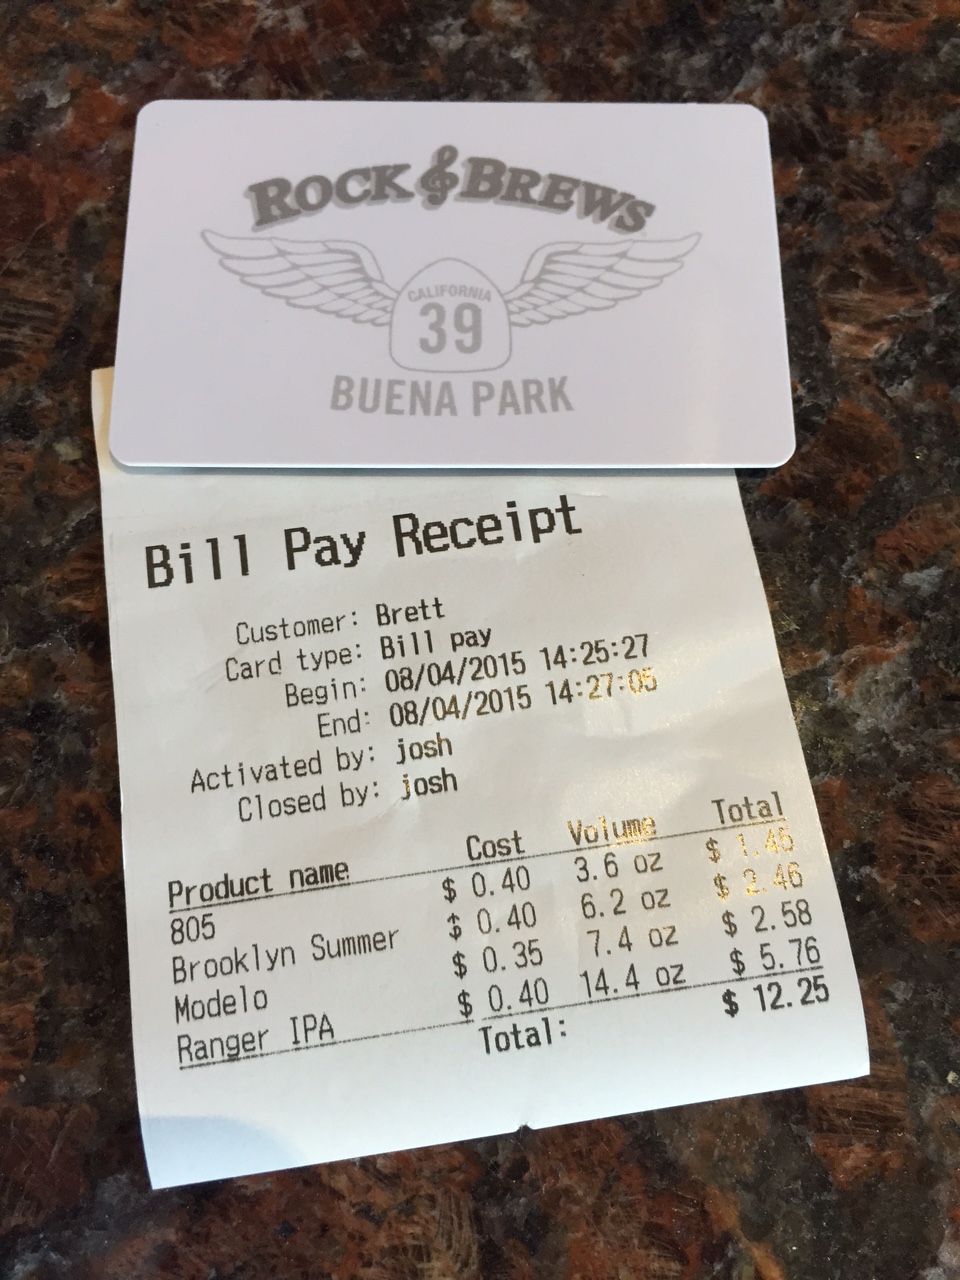 ROCK & BREWS
CALIFORNIA
39
BUENA PARK
Bill Pay Receipt
Customer: Brett
Card type: Bill pay
Begin: 08/04/2015 14:25:27
End: 08/04/2015 14:27:05
Activated by: josh
Closed by: josh
Product name Cost Volume Total
805 $ 0.40 3.6 oz $ 1.45
Brooklyn Summer $ 0.40 6.2 oz $ 2.46
Modelo $ 0.35 7.4 oz $ 2.58
Ranger IPA $ 0.40 14.4 oz $ 5.76
Total: $ 12.25